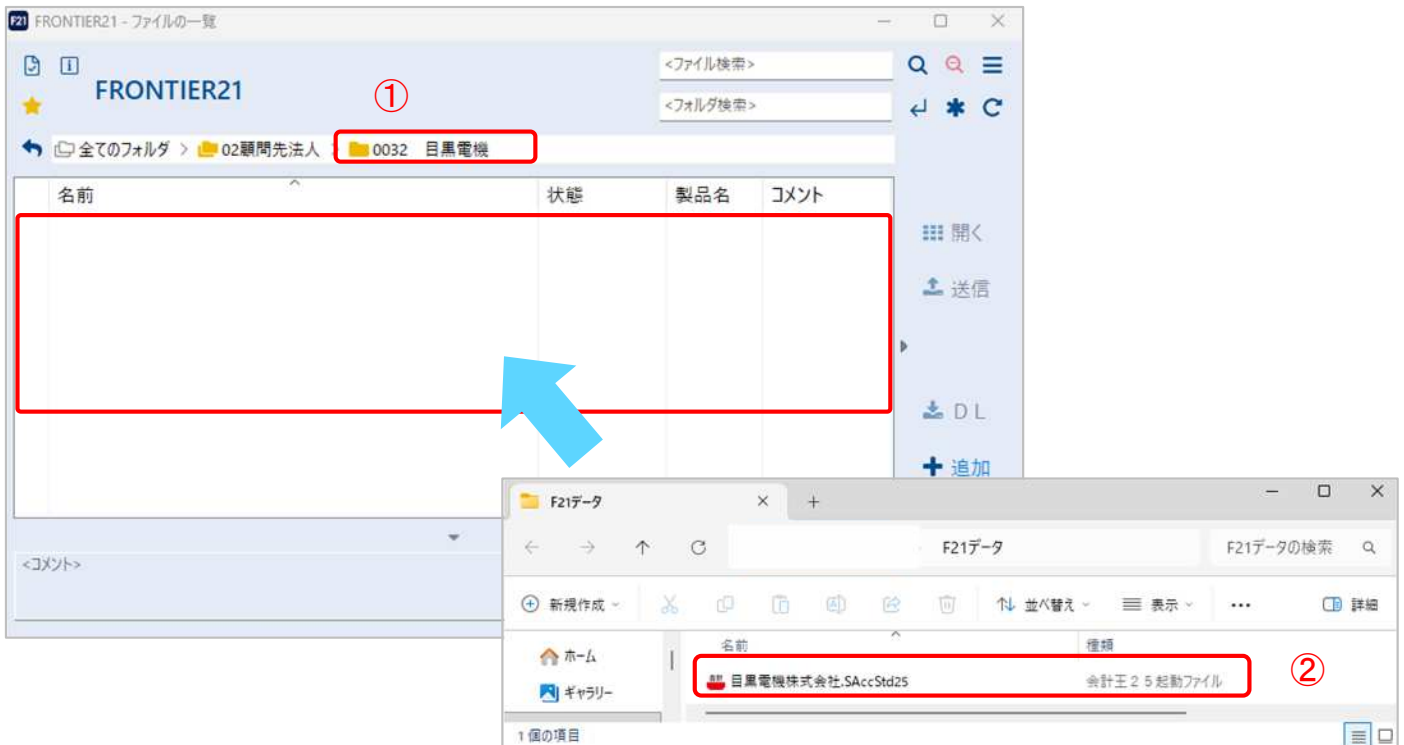 F21 FRONTIER21 - ファイルの一覧
<ファイル検索>
FRONTIER21
①
<フォルダ検索>
全てのフォルダ > 02顧問先法人 > 0032 目黒電機
名前 状態 製品名 コメント
開く
送信
DL
追加
<コメント>
F21データ
F21データ F21データの検索
新規作成 並べ替え 表示 ... 詳細
名前 種類
ホーム
目黒電機株式会社.SAccStd25 会計王25起動ファイル
②
ギャラリー
1個の項目